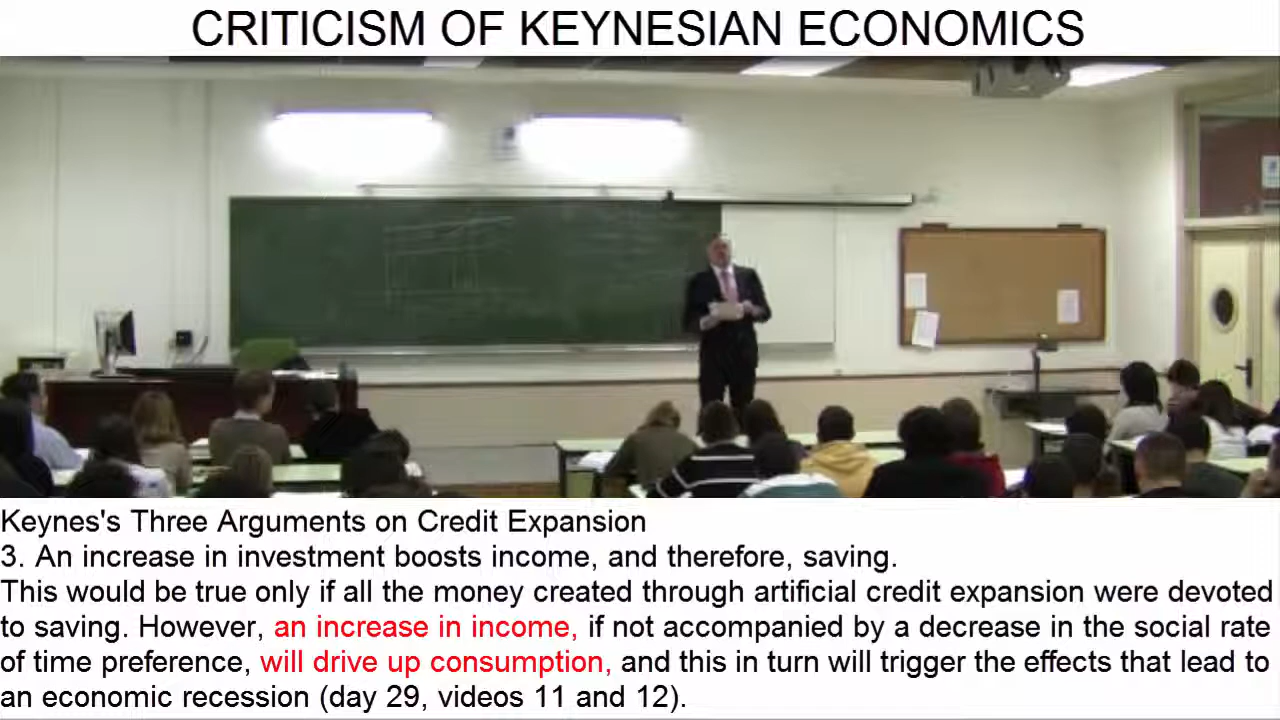 CRITICISM OF KEYNESIAN ECONOMICS
Keynes's Three Arguments on Credit Expansion
3. An increase in investment boosts income, and therefore, saving.
This would be true only if all the money created through artificial credit expansion were devoted
to saving. However, an increase in income, if not accompanied by a decrease in the social rate
of time preference, will drive up consumption, and this in turn will trigger the effects that lead to
an economic recession (day 29, videos 11 and 12).